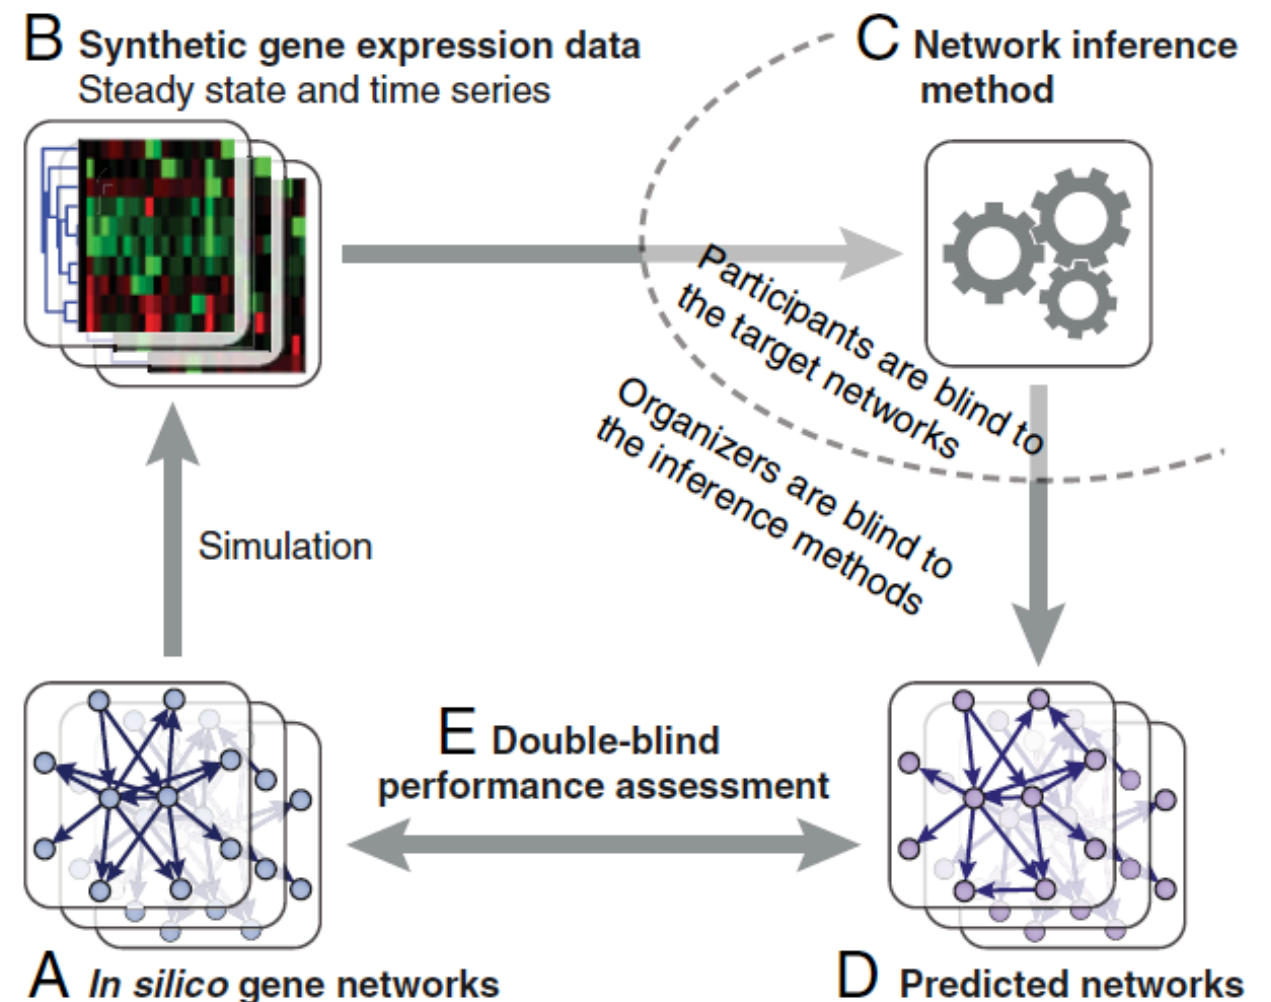 B Synthetic gene expression data
Steady state and time series
C Network inference
method
Participants are blind to
the target networks
Organizers are blind to
the inference methods
Simulation
E Double-blind
performance assessment
A In silico gene networks
D Predicted networks